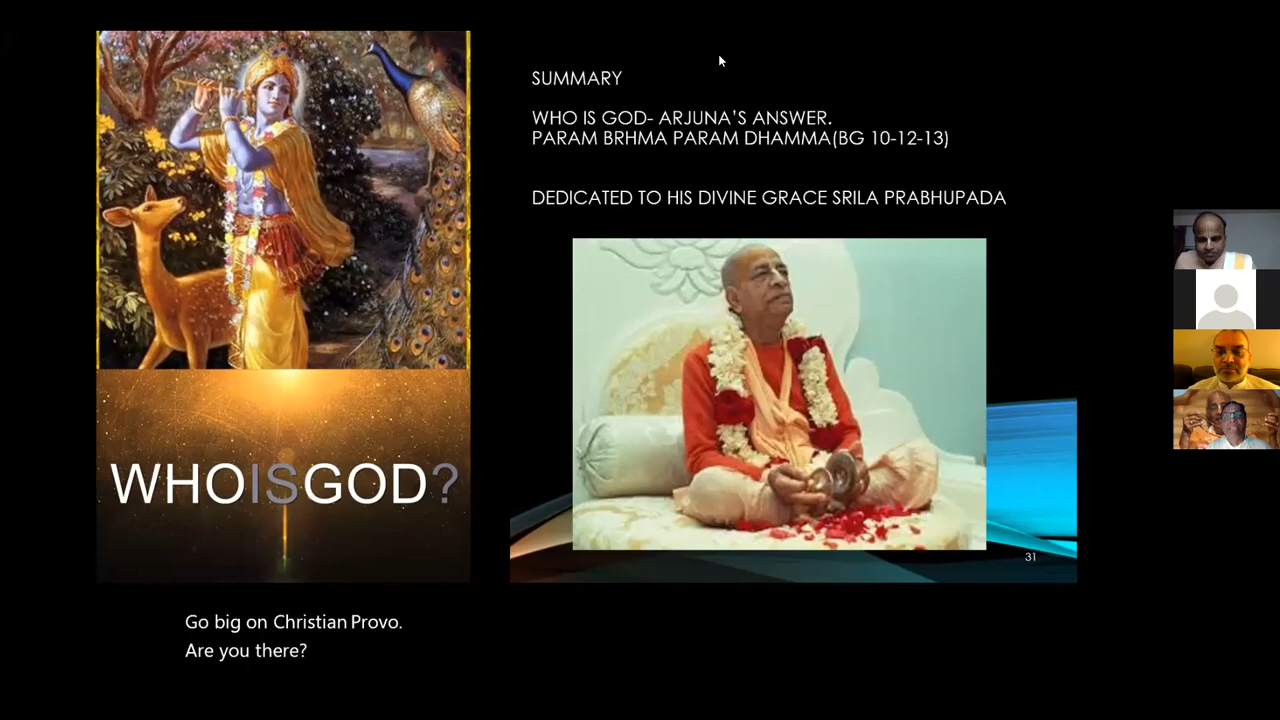 SUMMARY
WHO IS GOD- ARJUNA'S ANSWER.
PARAM BRHMA PARAM DHAMMA(BG 10-12-13)
DEDICATED TO HIS DIVINE GRACE SRILA PRABHUPADA
WHOISGOD?
31
Go big on Christian Provo.
Are you there?